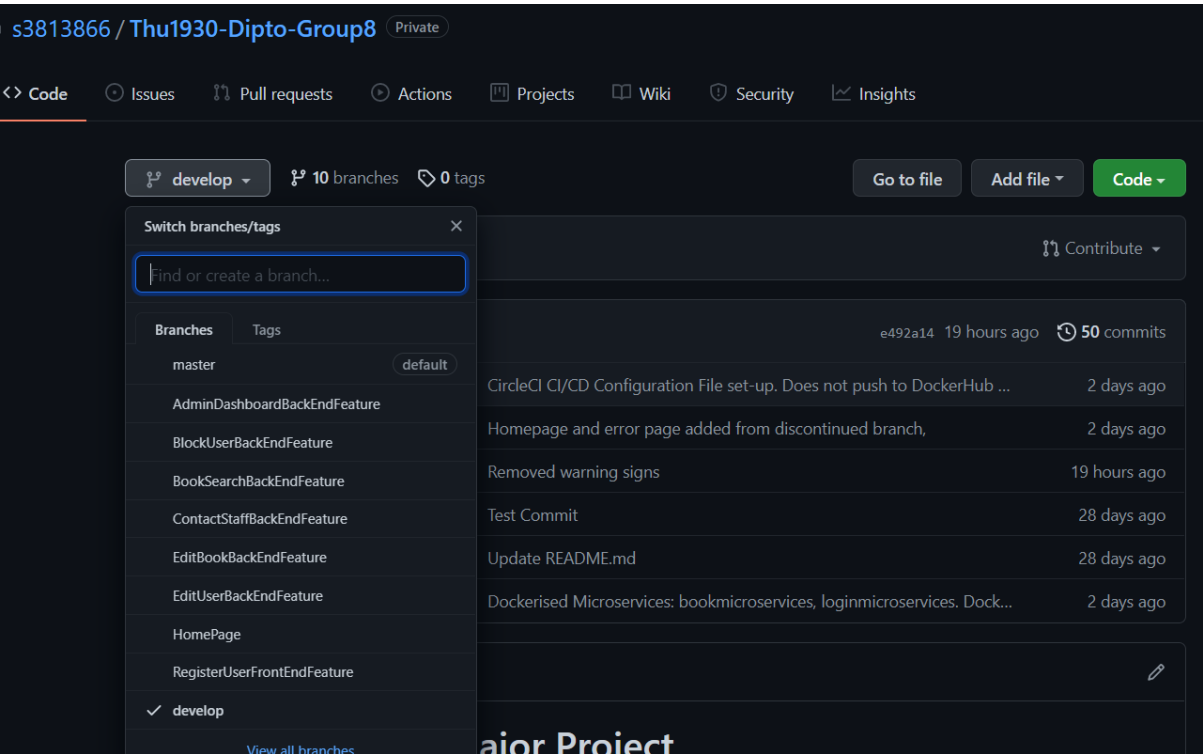 s3813866 / Thu1930-Dipto-Group8 Private
<> Code Issues Pull requests Actions Projects Wiki Security Insights
develop 10 branches 0 tags Go to file Add file Code
Switch branches/tags
Contribute
Find or create a branch...
Branches Tags
e492a14 19 hours ago 50 commits
master default
CircleCI CI/CD Configuration File set-up. Does not push to DockerHub ... 2 days ago
AdminDashboardBackEndFeature
Homepage and error page added from discontinued branch, 2 days ago
BlockUserBackEndFeature
Removed warning signs 19 hours ago
BookSearchBackEndFeature
Test Commit 28 days ago
ContactStaffBackEndFeature
Update README.md 28 days ago
EditBookBackEndFeature
EditUserBackEndFeature
Dockerised Microservices: bookmicroservices, loginmicroservices. Dock... 2 days ago
HomePage
RegisterUserFrontEndFeature
develop
View all branches
ajor Project